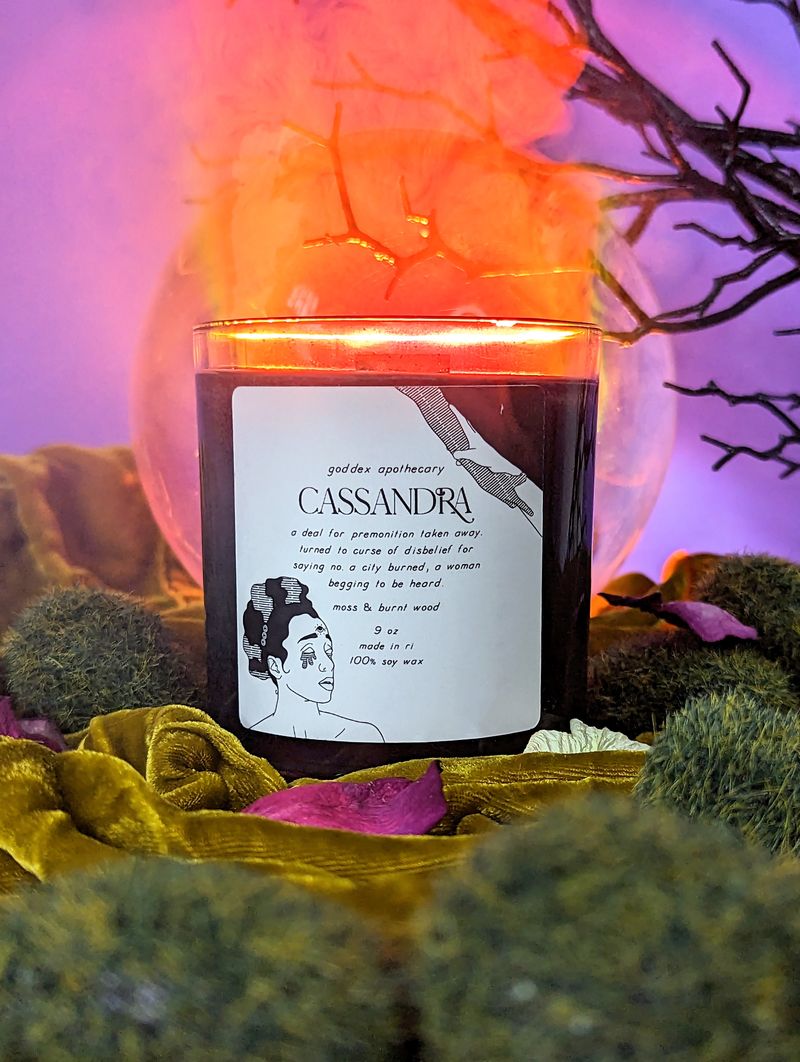 goddex apothecary
CASSANDRA
a deal for premonition taken away.
turned to curse of disbelief for
saying no. a city burned, a woman
begging to be heard.
moss & burnt wood
9 oz
made in ri
100% soy wax